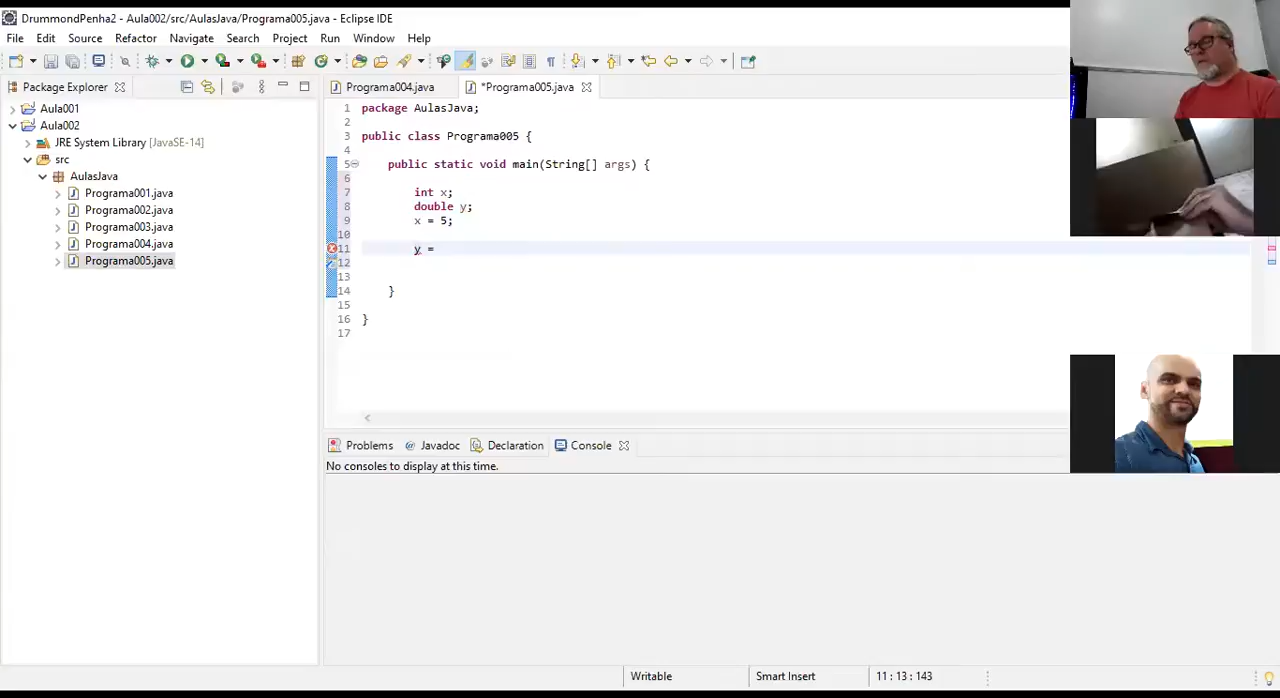 DrummondPenha2 - Aula002/src/AulasJava/Programa005.java - Eclipse IDE
File Edit Source Refactor Navigate Search Project Run Window Help
Package Explorer
Aula001
Aula002
JRE System Library [JavaSE-14]
src
AulasJava
Programa001.java
Programa002.java
Programa003.java
Programa004.java
Programa005.java
Programa004.java *Programa005.java
1 package AulasJava;
2
3 public class Programa005 {
4
5 public static void main(String[] args) {
6
7 int x;
8 double y;
9 x = 5;
10
11 y =
12
13
14 }
15
16 }
17
Problems @ Javadoc Declaration Console
No consoles to display at this time.
Writable Smart Insert 11 : 13 : 143